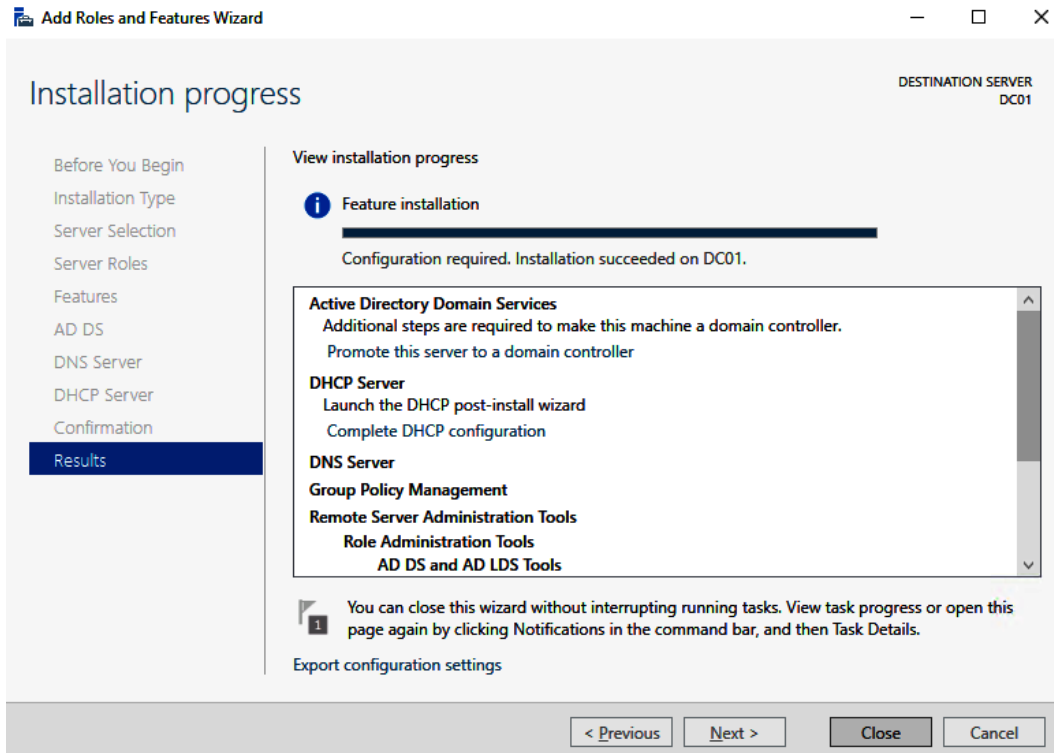 Add Roles and Features Wizard
Installation progress
DESTINATION SERVER
DC01
Before You Begin
Installation Type
Server Selection
Server Roles
Features
AD DS
DNS Server
DHCP Server
Confirmation
Results
View installation progress
Feature installation
Configuration required. Installation succeeded on DC01.
Active Directory Domain Services
Additional steps are required to make this machine a domain controller.
Promote this server to a domain controller
DHCP Server
Launch the DHCP post-install wizard
Complete DHCP configuration
DNS Server
Group Policy Management
Remote Server Administration Tools
Role Administration Tools
AD DS and AD LDS Tools
1
You can close this wizard without interrupting running tasks. View task progress or open this
page again by clicking Notifications in the command bar, and then Task Details.
Export configuration settings
< Previous
Next >
Close
Cancel